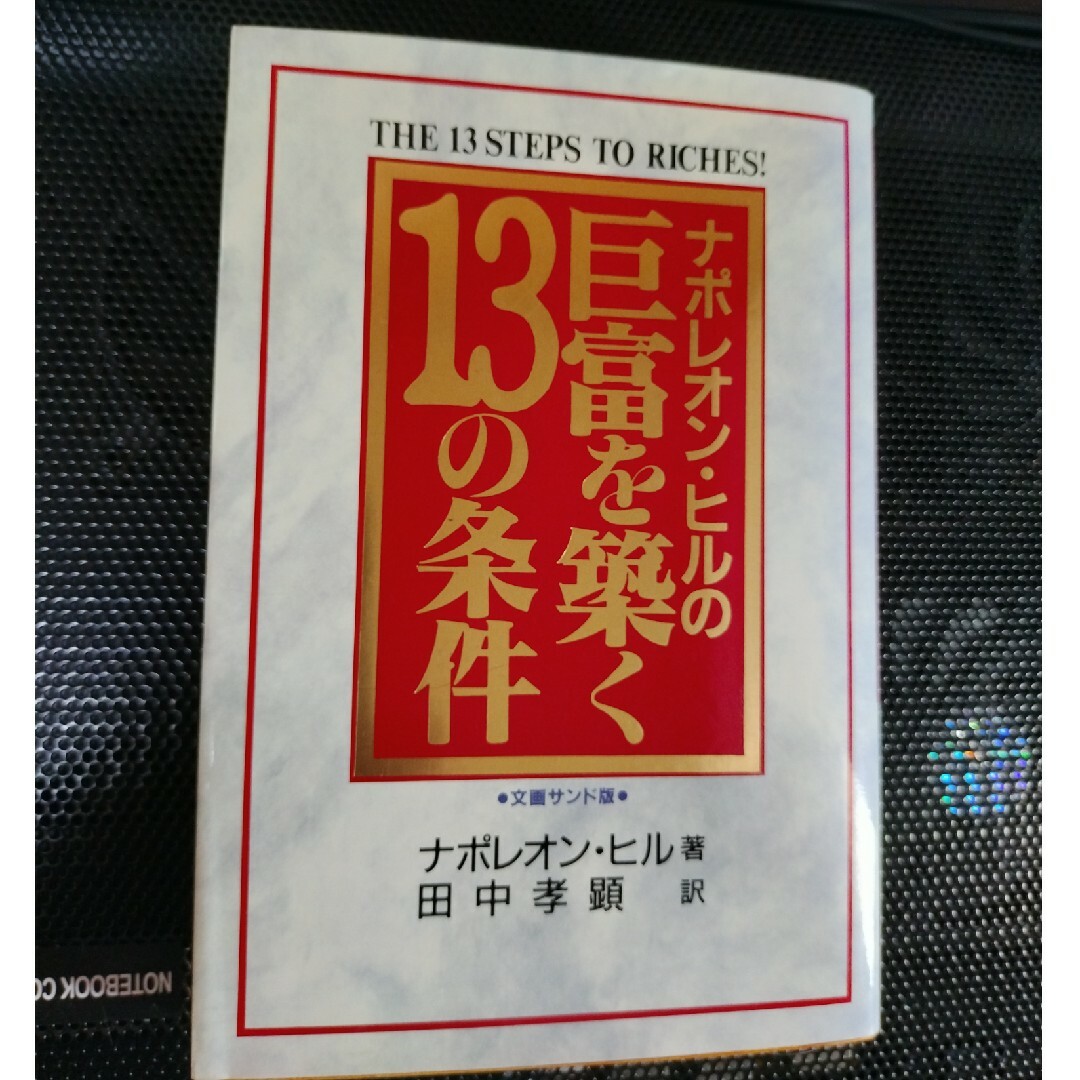 THE 13 STEPS TO RICHES!
ナポレオン・ヒルの
巨富を築く
13の条件
●文画サンド版●
ナポレオン・ヒル 著
田中孝顕 訳
NOTEBOOK CO